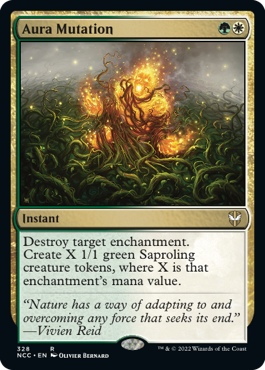 Aura Mutation
Instant
Destroy target enchantment.
Create X 1/1 green Saproling
creature tokens, where X is that
enchantment's mana value.
“Nature has a way of adapting to and
overcoming any force that seeks its end.”
—Vivien Reid
328 R
NCC • EN Olivier Bernard
™ & © 2022 Wizards of the Coast